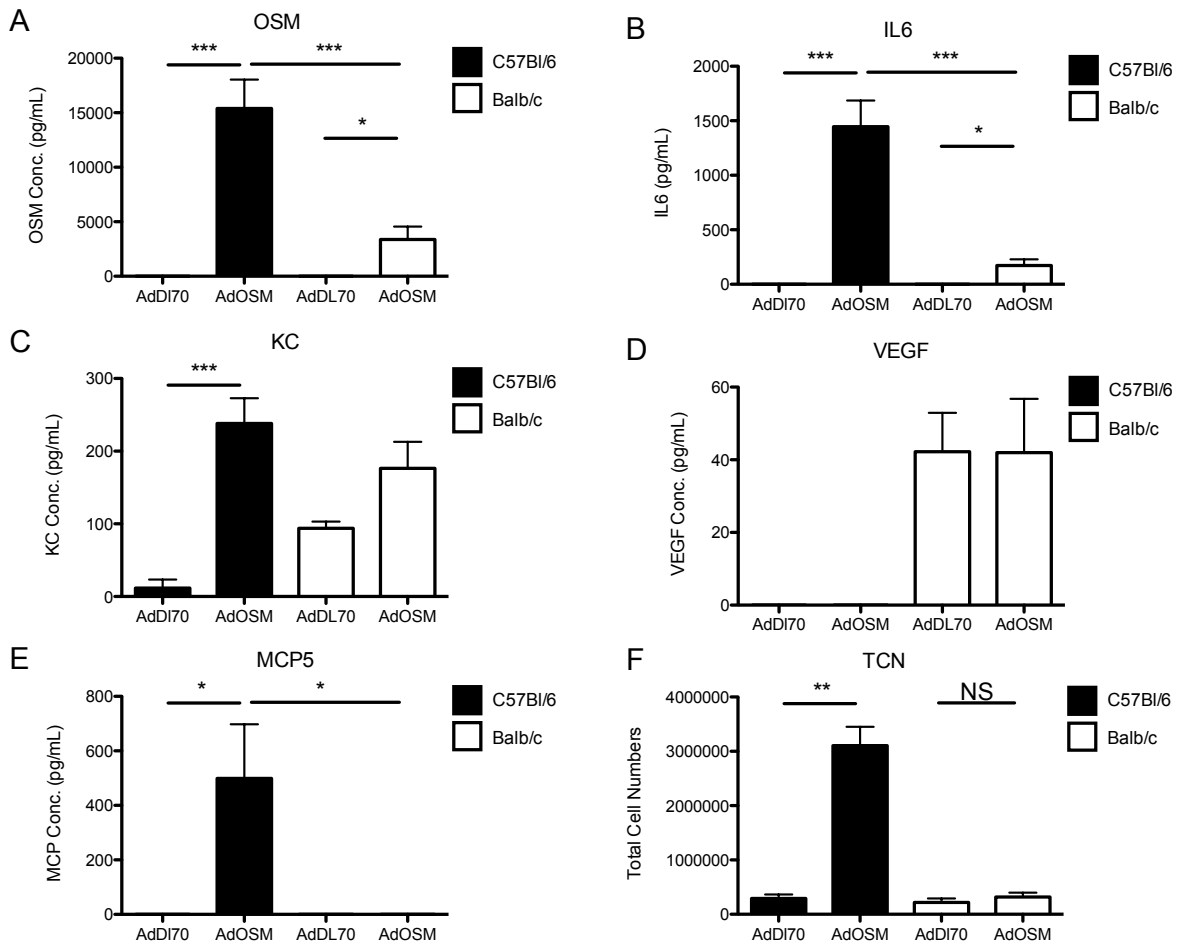 A
OSM
OSM Conc. (pg/mL)
20000
15000
10000
5000
0
***
***
*
AdDl70
AdOSM
AdDL70
AdOSM
C57Bl/6
Balb/c
B
IL6
IL6 (pg/mL)
2000
1500
1000
500
0
***
***
*
AdDl70
AdOSM
AdDL70
AdOSM
C57Bl/6
Balb/c
C
KC
KC Conc. (pg/mL)
300
200
100
0
***
AdDl70
AdOSM
AdDL70
AdOSM
C57Bl/6
Balb/c
D
VEGF
VEGF Conc. (pg/mL)
60
40
20
0
AdDl70
AdOSM
AdDL70
AdOSM
C57Bl/6
Balb/c
E
MCP5
MCP Conc. (pg/mL)
800
600
400
200
0
*
*
AdDl70
AdOSM
AdDL70
AdOSM
C57Bl/6
Balb/c
F
TCN
Total Cell Numbers
4000000
3000000
2000000
1000000
0
**
NS
AdDl70
AdOSM
AdDl70
AdOSM
C57Bl/6
Balb/c